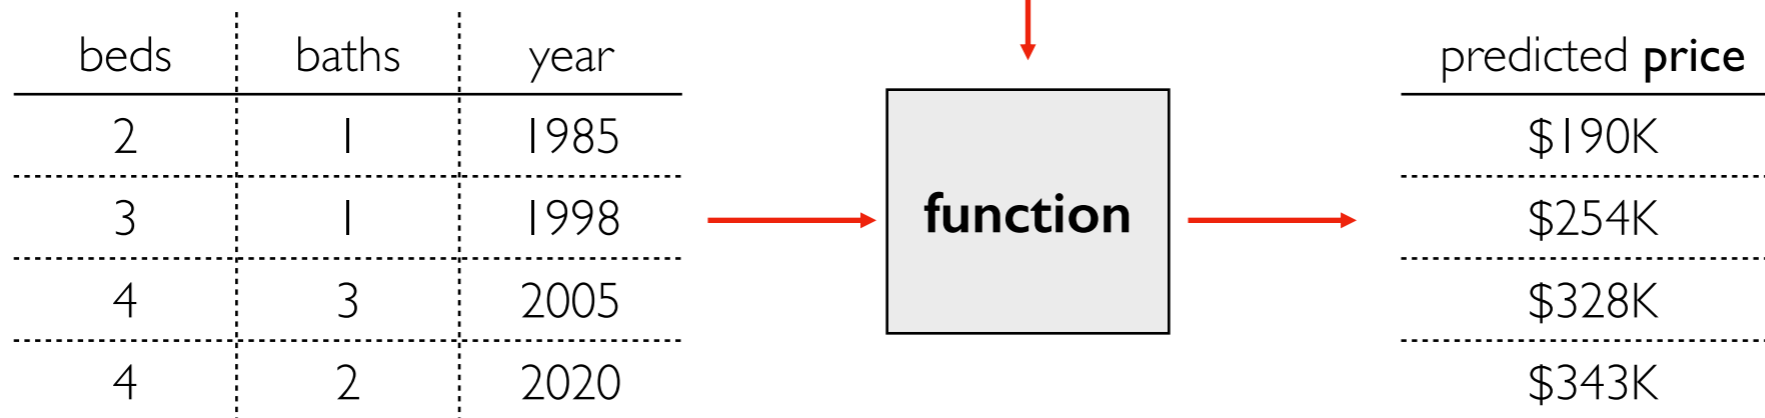 beds baths year
2 1 1985
3 1 1998
4 3 2005
4 2 2020
function
predicted price
$190K
$254K
$328K
$343K